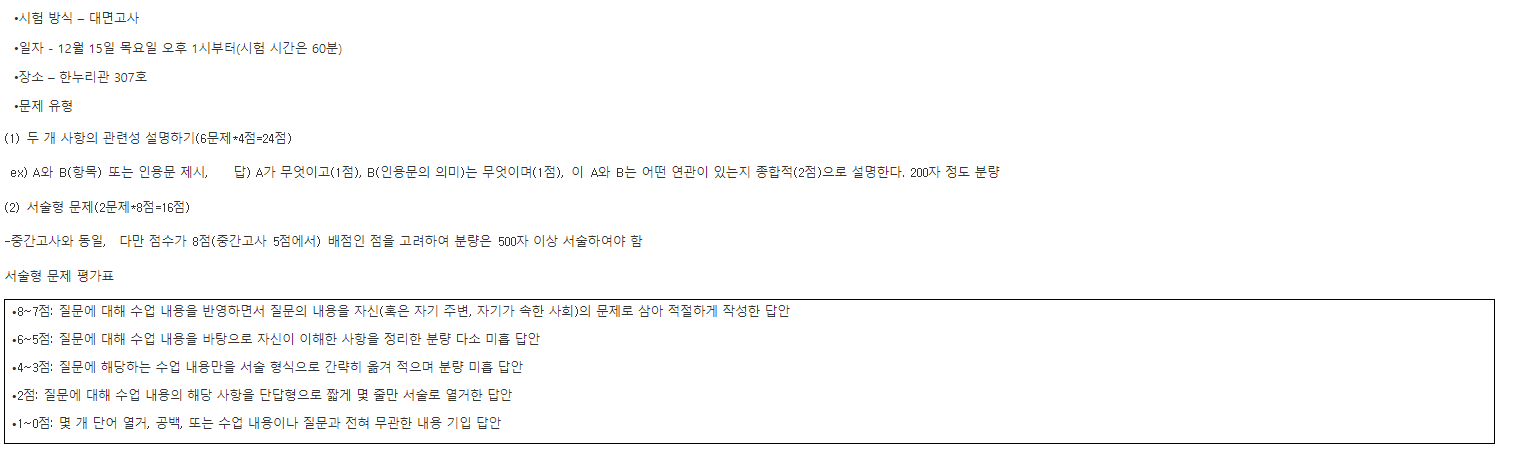 •시험 방식 – 대면고사
•일자 - 12월 15일 목요일 오후 1시부터(시험 시간은 60분)
•장소 – 한누리관 307호
•문제 유형
(1) 두 개 사항의 관련성 설명하기(6문제*4점=24점)
ex) A와 B(항목) 또는 인용문 제시, 답) A가 무엇이고(1점), B(인용문의 의미)는 무엇이며(1점), 이 A와 B는 어떤 연관이 있는지 종합적(2점)으로 설명한다. 200자 정도 분량
(2) 서술형 문제(2문제*8점=16점)
-중간고사와 동일, 다만 점수가 8점(중간고사 5점에서) 배점인 점을 고려하여 분량은 500자 이상 서술하여야 함
서술형 문제 평가표
•8~7점: 질문에 대해 수업 내용을 반영하면서 질문의 내용을 자신(혹은 자기 주변, 자기가 속한 사회)의 문제로 삼아 적절하게 작성한 답안
•6~5점: 질문에 대해 수업 내용을 바탕으로 자신이 이해한 사항을 정리한 분량 다소 미흡 답안
•4~3점: 질문에 해당하는 수업 내용만을 서술 형식으로 간략히 옮겨 적으며 분량 미흡 답안
•2점: 질문에 대해 수업 내용의 해당 사항을 단답형으로 짧게 몇 줄만 서술로 열거한 답안
•1~0점: 몇 개 단어 열거, 공백, 또는 수업 내용이나 질문과 전혀 무관한 내용 기입 답안